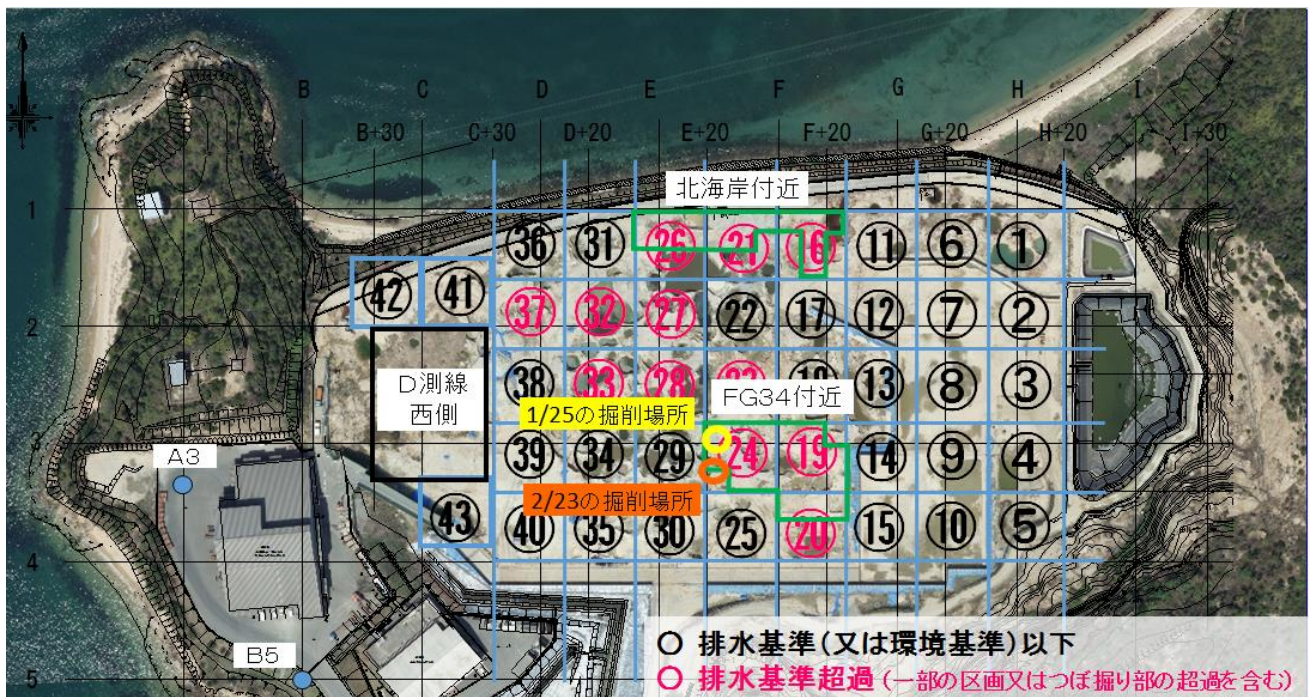 A B C D E F G H I
B+30 C+30 D+20 E+20 F+20 G+20 H+20 I+30
北海岸付近
1
36 31 26 21 16 11 6 1
42 41
37 32 27 22 17 12 7 2
2
D測線
西側
38 33 28 23 18 13 8 3
FG34付近
1/25の掘削場所
3
A3
39 34 29 24 19 14 9 4
2/23の掘削場所
43 40 35 30 25 20 15 10 5
4
B5
5
○ 排水基準(又は環境基準)以下
○ 排水基準超過(一部の区画又はつぼ掘り部の超過を含む)